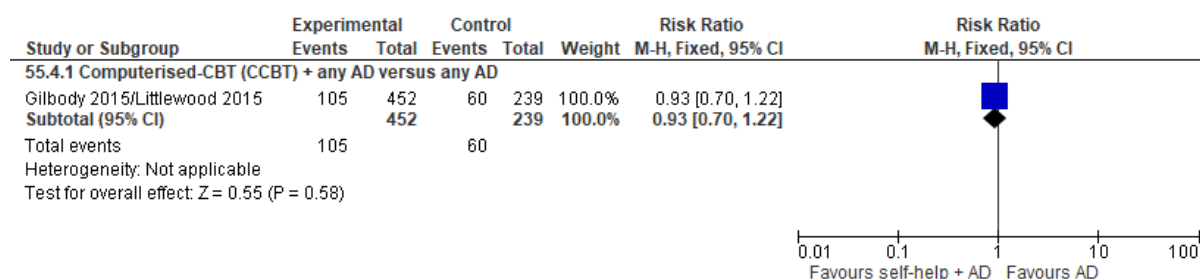 Experimental Control Risk Ratio Risk Ratio
Study or Subgroup Events Total Events Total Weight M-H, Fixed, 95% CI M-H, Fixed, 95% CI
55.4.1 Computerised-CBT (CCBT) + any AD versus any AD
Gilbody 2015/Littlewood 2015 105 452 60 239 100.0% 0.93 [0.70, 1.22]
Subtotal (95% CI) 452 239 100.0% 0.93 [0.70, 1.22]
Total events 105 60
Heterogeneity: Not applicable
Test for overall effect: Z = 0.55 (P = 0.58)
0.01 0.1 1 10 100
Favours self-help + AD Favours AD